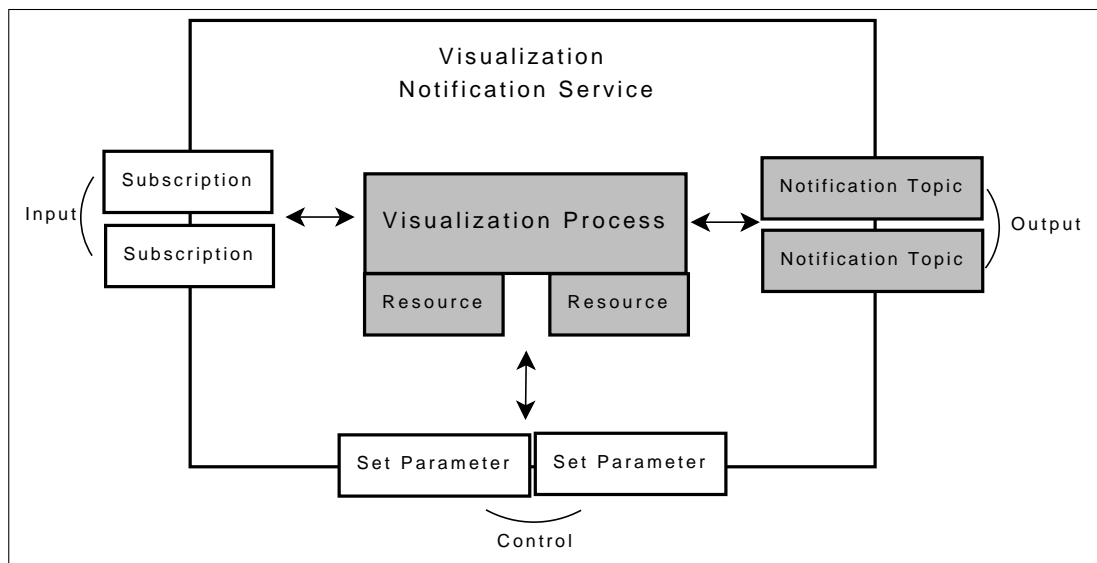 Visualization
Notification Service
Subscription
Notification Topic
Input
Visualization Process
Output
Subscription
Notification Topic
Resource
Resource
Set Parameter
Set Parameter
Control